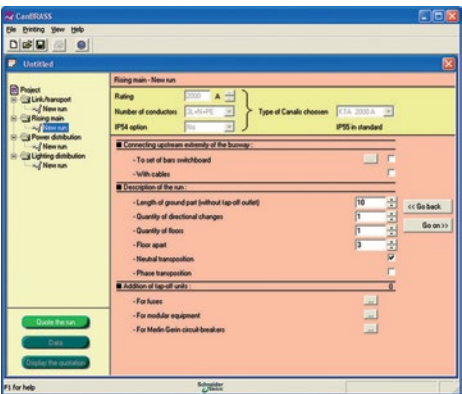 CanBRASS
File Printing View Help
Untitled
Project
Link/transport
New run
Rising main
New run
Power distribution
New run
Lighting distribution
New run
Rising main - New run
Rating 2000 A
Number of conductors 3L+N+PE Type of Canalis choosen KTA 2000 A
IP54 option No IP55 in standard
Connecting upstream extremity of the busway :
- To set of bars switchboard ...
- With cables
Description of the run :
- Length of ground part (without tap-off outlet) 10
- Quantity of directional changes 1
- Quantity of floors 1
- Floor apart 3
- Neutral transposition
- Phase transposition
Addition of tap-off units : 0
- For fuses ...
- For modular equipment ...
- For Merlin Gerin circuit-breakers ...
<< Go back
Go on >>
Quote the run
Data
Display the quotation
F1 for help
Schneider Electric